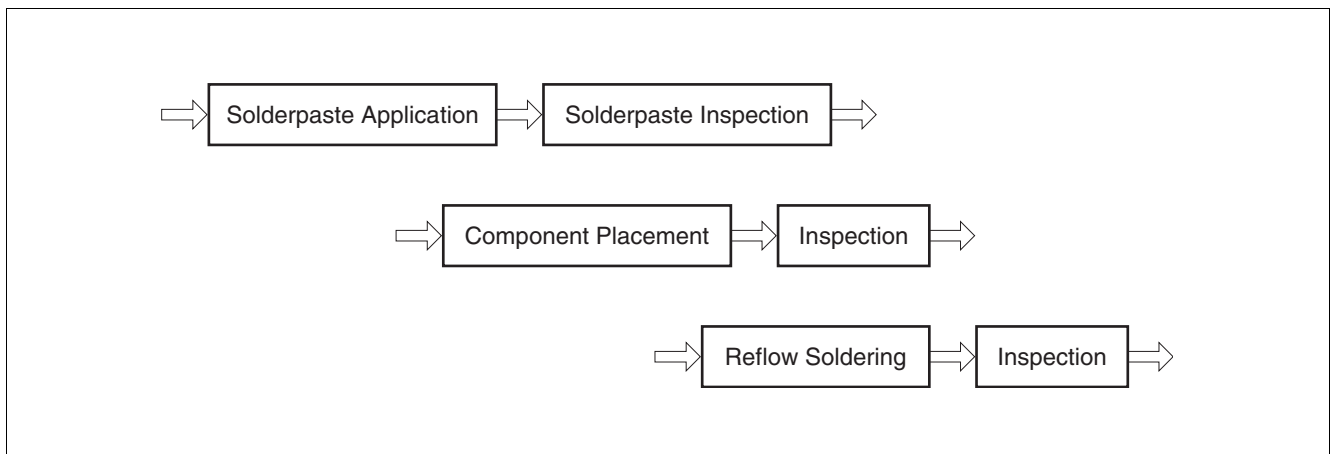 Solderpaste Application
Solderpaste Inspection
Component Placement
Inspection
Reflow Soldering
Inspection